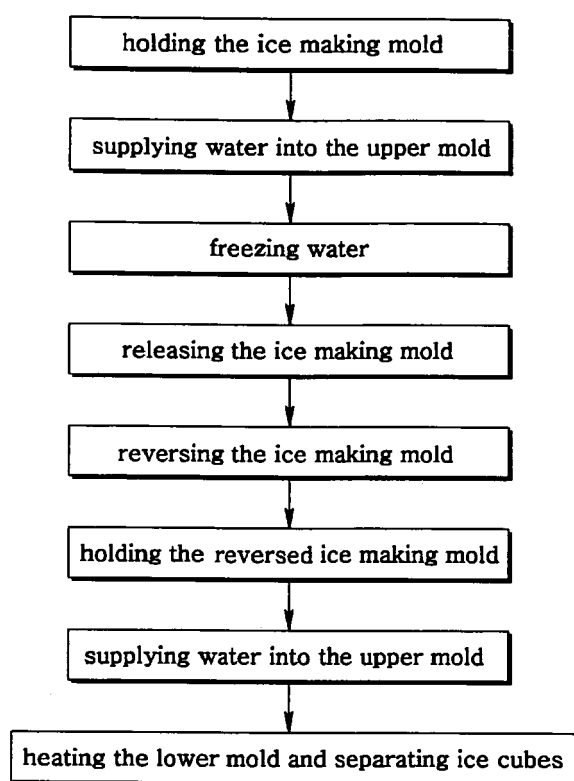 holding the ice making mold
supplying water into the upper mold
freezing water
releasing the ice making mold
reversing the ice making mold
holding the reversed ice making mold
supplying water into the upper mold
heating the lower mold and separating ice cubes